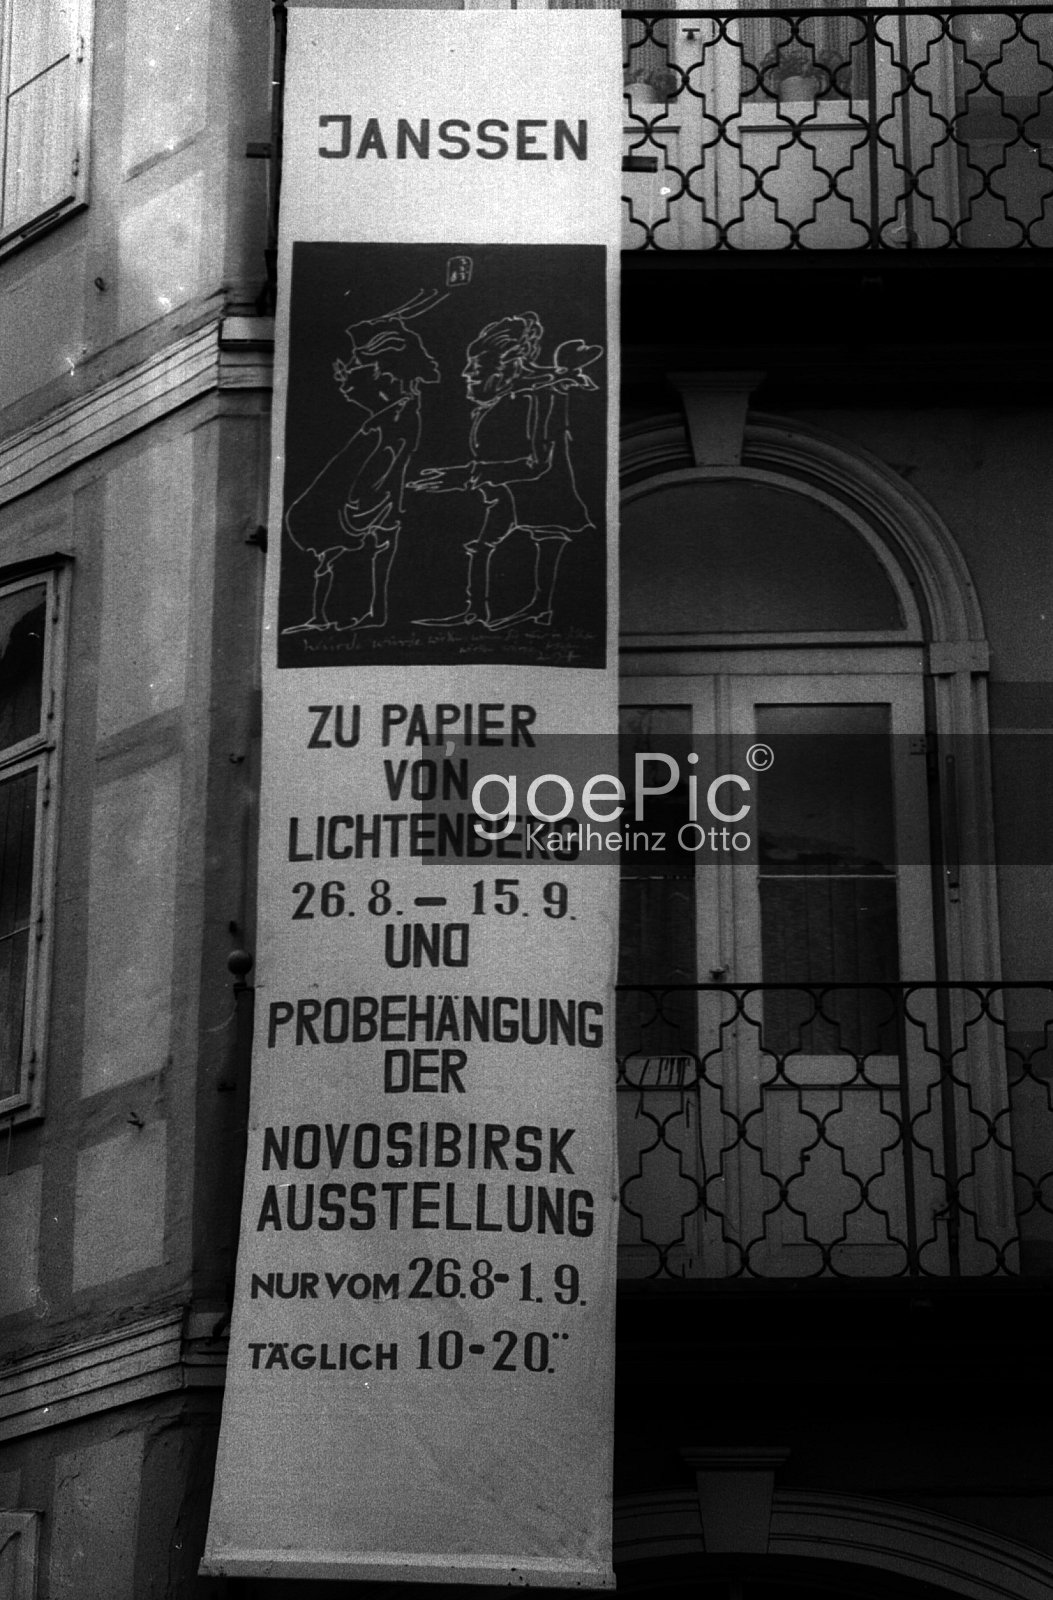 JANSSEN
ZU PAPIER
VON
LICHTENBERG
26.8.– 15.9.
UND
PROBEHÄNGUNG
DER
NOVOSIBIRSK
AUSSTELLUNG
NUR VOM 26.8-1.9.
TÄGLICH 10-20.¨
goePic©
Karlheinz Otto